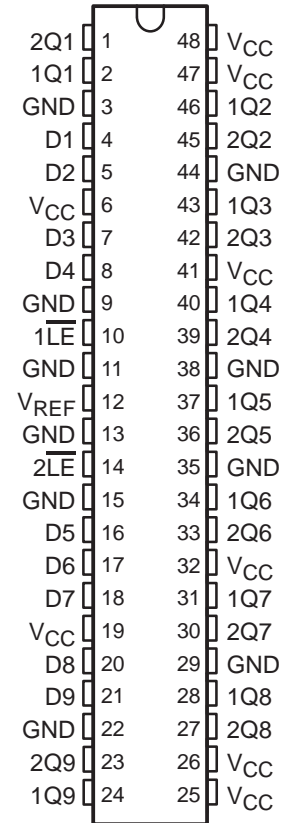 2Q1 1 48 VCC
1Q1 2 47 VCC
GND 3 46 1Q2
D1 4 45 2Q2
D2 5 44 GND
VCC 6 43 1Q3
D3 7 42 2Q3
D4 8 41 VCC
GND 9 40 1Q4
1L̅E̅ 10 39 2Q4
GND 11 38 GND
VREF 12 37 1Q5
GND 13 36 2Q5
2L̅E̅ 14 35 GND
GND 15 34 1Q6
D5 16 33 2Q6
D6 17 32 VCC
D7 18 31 1Q7
VCC 19 30 2Q7
D8 20 29 GND
D9 21 28 1Q8
GND 22 27 2Q8
2Q9 23 26 VCC
1Q9 24 25 VCC